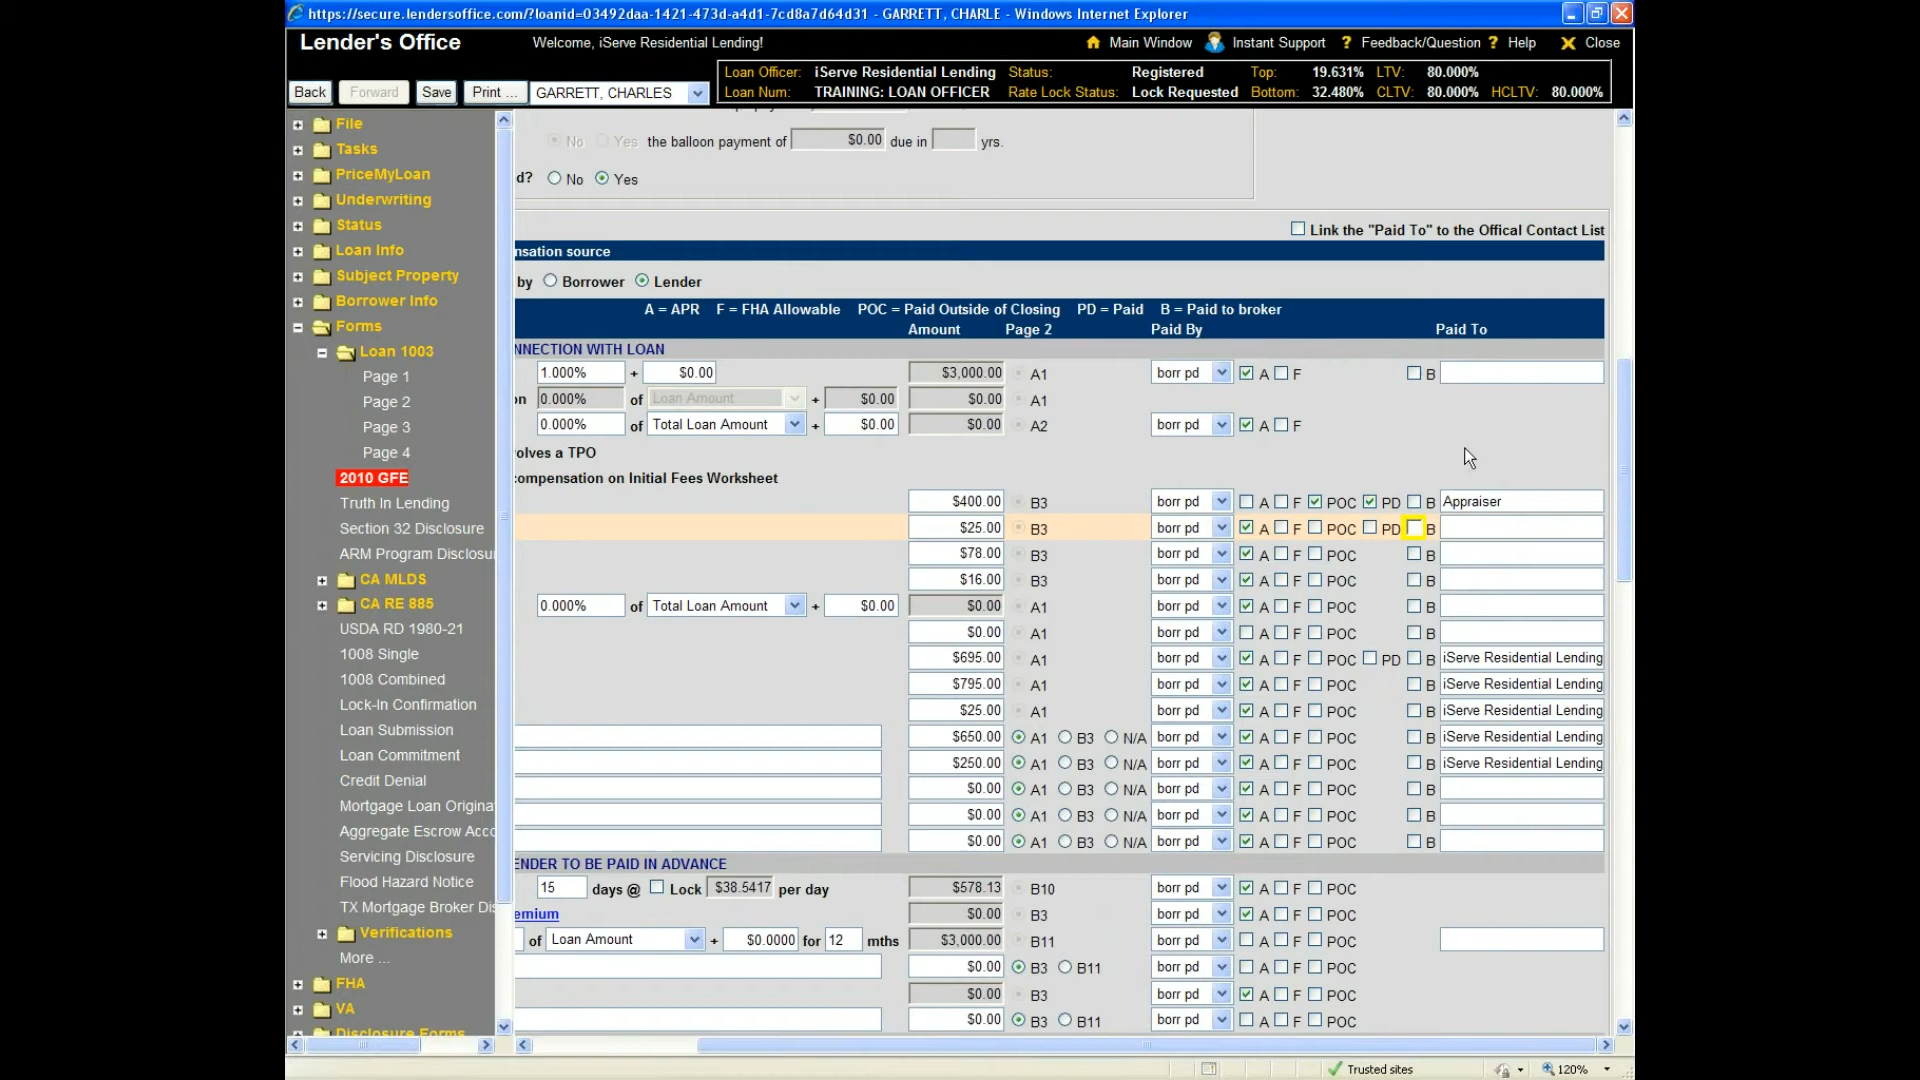 https://secure.lendersoffice.com/?loanid=03492daa-1421-473d-a4d1-7cd8a7d64d31 - GARRETT, CHARLE - Windows Internet Explorer
Lender's Office Welcome, iServe Residential Lending! Main Window Instant Support ? Feedback/Question ? Help Close
Loan Officer: iServe Residential Lending Status: Registered Top: 19.631% LTV: 80.000%
Back Forward Save Print ... GARRETT, CHARLES Loan Num: TRAINING: LOAN OFFICER Rate Lock Status: Lock Requested Bottom: 32.480% CLTV: 80.000% HCLTV: 80.000%
File
Tasks
PriceMyLoan
Underwriting
Status
Loan Info
Subject Property
Borrower Info
Forms
Loan 1003
Page 1
Page 2
Page 3
Page 4
2010 GFE
Truth In Lending
Section 32 Disclosure
ARM Program Disclosu
CA MLDS
CA RE 885
USDA RD 1980-21
1008 Single
1008 Combined
Lock-In Confirmation
Loan Submission
Loan Commitment
Credit Denial
Mortgage Loan Origina
Aggregate Escrow Acco
Servicing Disclosure
Flood Hazard Notice
TX Mortgage Broker Dis
Verifications
More ...
FHA
VA
Disclosure Forms
No Yes the balloon payment of $0.00 due in yrs.
d? No Yes
Link the "Paid To" to the Offical Contact List
nsation source
by Borrower Lender
A = APR F = FHA Allowable POC = Paid Outside of Closing PD = Paid B = Paid to broker
Amount Page 2 Paid By Paid To
NNECTION WITH LOAN
1.000% + $0.00 $3,000.00 A1 borr pd A F B
on 0.000% of Loan Amount + $0.00 $0.00 A1
0.000% of Total Loan Amount + $0.00 $0.00 A2 borr pd A F
volves a TPO
compensation on Initial Fees Worksheet
$400.00 B3 borr pd A F POC PD B Appraiser
$25.00 B3 borr pd A F POC PD B
$78.00 B3 borr pd A F POC B
$16.00 B3 borr pd A F POC B
0.000% of Total Loan Amount + $0.00 $0.00 A1 borr pd A F POC B
$0.00 A1 borr pd A F POC B
$695.00 A1 borr pd A F POC PD B iServe Residential Lending
$795.00 A1 borr pd A F POC B iServe Residential Lending
$25.00 A1 borr pd A F POC B iServe Residential Lending
$650.00 A1 B3 N/A borr pd A F POC B iServe Residential Lending
$250.00 A1 B3 N/A borr pd A F POC B iServe Residential Lending
$0.00 A1 B3 N/A borr pd A F POC B
$0.00 A1 B3 N/A borr pd A F POC B
$0.00 A1 B3 N/A borr pd A F POC B
ENDER TO BE PAID IN ADVANCE
15 days @ Lock $38.5417 per day $578.13 B10 borr pd A F POC
emium $0.00 B3 borr pd A F POC
of Loan Amount + $0.0000 for 12 mths $3,000.00 B11 borr pd A F POC
$0.00 B3 B11 borr pd A F POC
$0.00 B3 borr pd A F POC
$0.00 B3 B11 borr pd A F POC
Trusted sites 120%